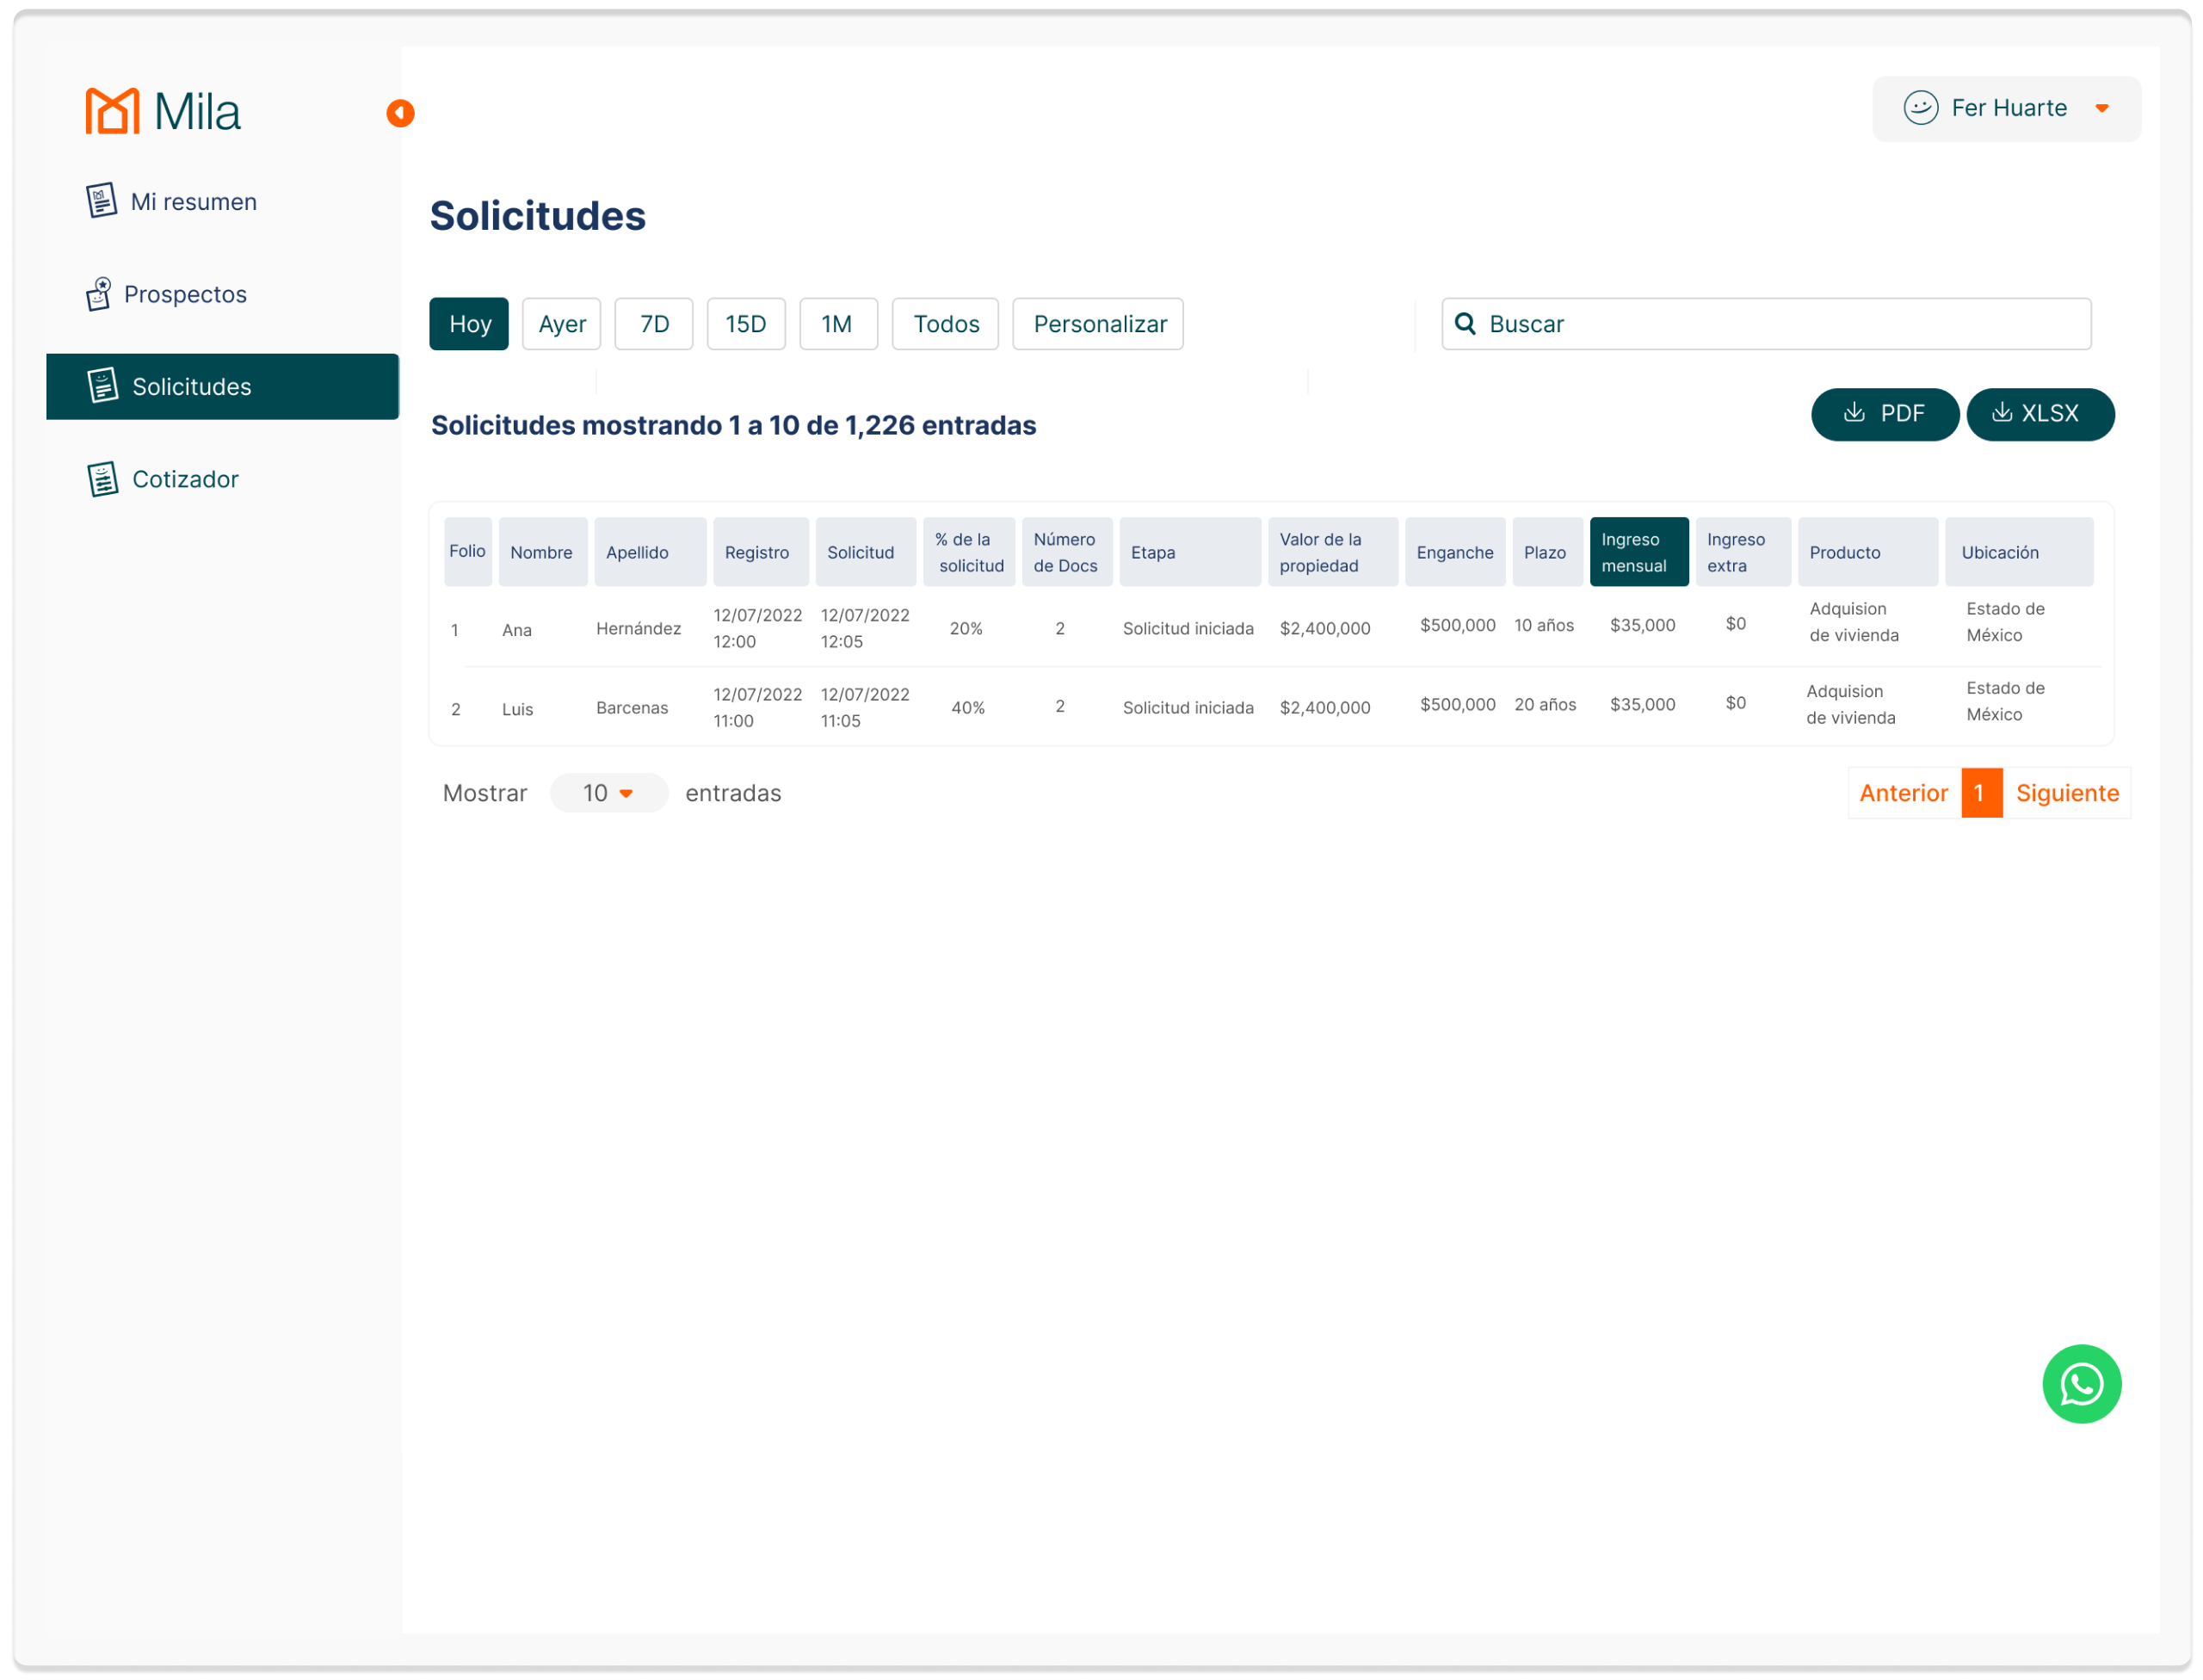 Mila
Fer Huarte
Mi resumen
Prospectos
Solicitudes
Cotizador
Solicitudes
Hoy Ayer 7D 15D 1M Todos Personalizar Buscar
Solicitudes mostrando 1 a 10 de 1,226 entradas
PDF XLSX
Folio Nombre Apellido Registro Solicitud % de la solicitud Número de Docs Etapa Valor de la propiedad Enganche Plazo Ingreso mensual Ingreso extra Producto Ubicación
1 Ana Hernández 12/07/2022 12:00 12/07/2022 12:05 20% 2 Solicitud iniciada $2,400,000 $500,000 10 años $35,000 $0 Adquision de vivienda Estado de México
2 Luis Barcenas 12/07/2022 11:00 12/07/2022 11:05 40% 2 Solicitud iniciada $2,400,000 $500,000 20 años $35,000 $0 Adquision de vivienda Estado de México
Mostrar 10 entradas
Anterior 1 Siguiente